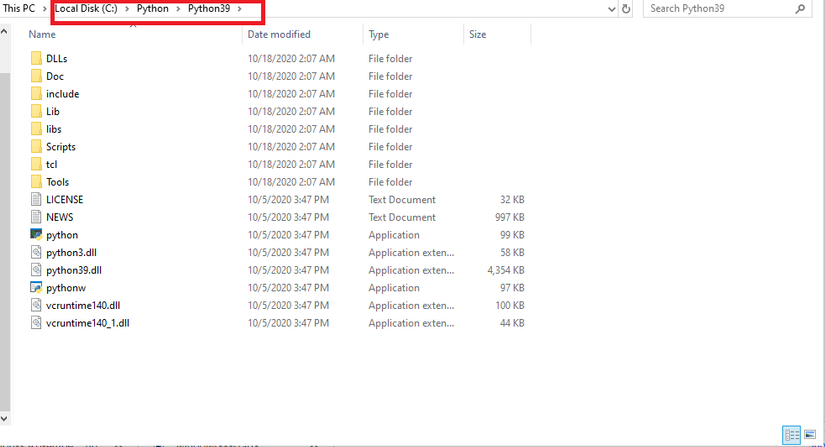 This PC > Local Disk (C:) > Python > Python39 > Search Python39
Name Date modified Type Size
DLLs 10/18/2020 2:07 AM File folder
Doc 10/18/2020 2:07 AM File folder
include 10/18/2020 2:07 AM File folder
Lib 10/18/2020 2:07 AM File folder
libs 10/18/2020 2:07 AM File folder
Scripts 10/18/2020 2:07 AM File folder
tcl 10/18/2020 2:07 AM File folder
Tools 10/18/2020 2:07 AM File folder
LICENSE 10/5/2020 3:47 PM Text Document 32 KB
NEWS 10/5/2020 3:47 PM Text Document 997 KB
python 10/5/2020 3:47 PM Application 99 KB
python3.dll 10/5/2020 3:47 PM Application exten... 58 KB
python39.dll 10/5/2020 3:47 PM Application exten... 4,354 KB
pythonw 10/5/2020 3:47 PM Application 97 KB
vcruntime140.dll 10/5/2020 3:47 PM Application exten... 100 KB
vcruntime140_1.dll 10/5/2020 3:47 PM Application exten... 44 KB